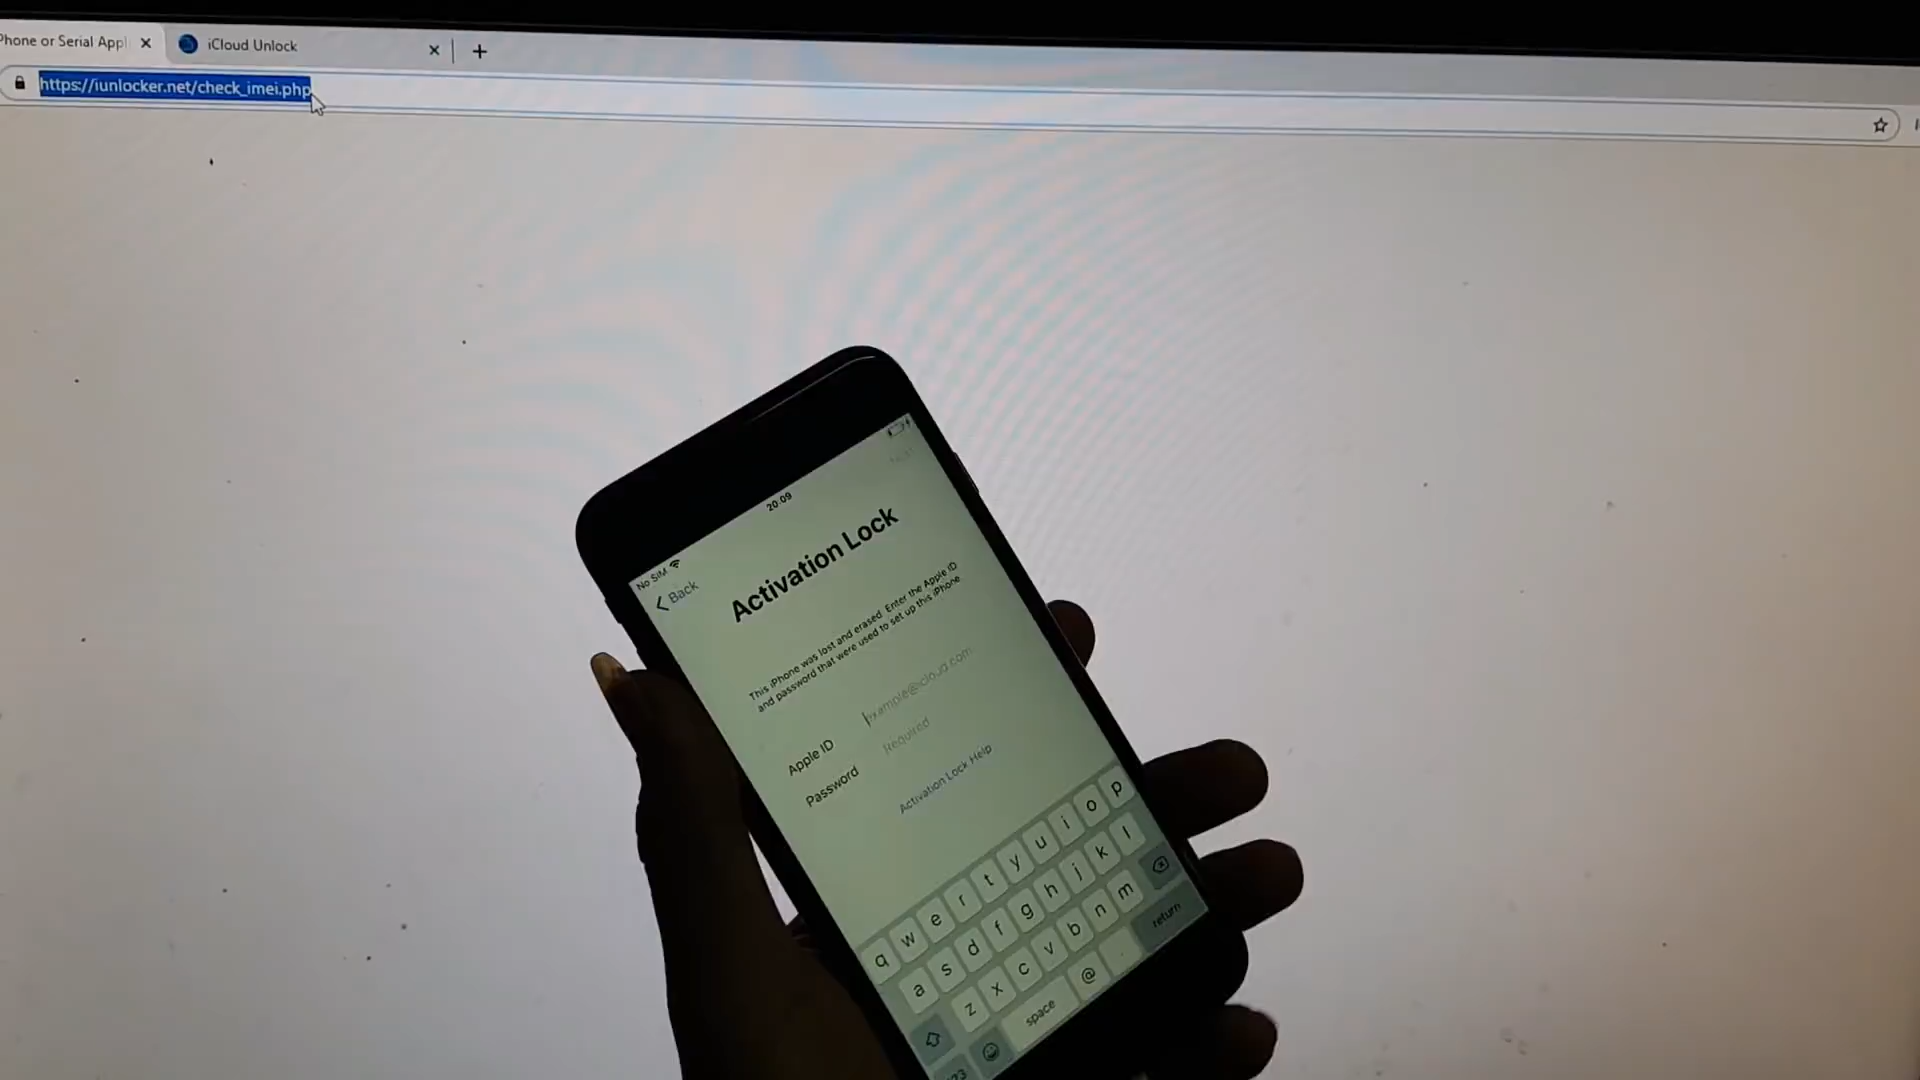 Phone or Serial Appl
iCloud Unlock
https://iunlocker.net/check_imei.php
No SIM
20:09
Back
Activation Lock
This iPhone was lost and erased. Enter the Apple ID
and password that were used to set up this iPhone.
Apple ID
example@icloud.com
Password
Required
Activation Lock Help
q w e r t y u i o p
a s d f g h j k l
z x c v b n m
123
space
@
.
return